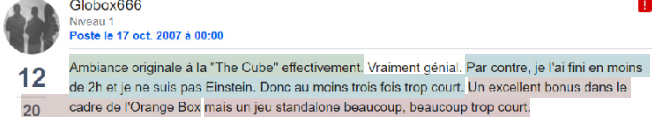 Globox666
Niveau 1
Poste le 17 oct. 2007 à 00:00
12
20
Ambiance originale à la "The Cube" effectivement. Vraiment génial. Par contre, je l'ai fini en moins
de 2h et je ne suis pas Einstein. Donc au moins trois fois trop court. Un excellent bonus dans le
cadre de l'Orange Box mais un jeu standalone beaucoup, beaucoup trop court.